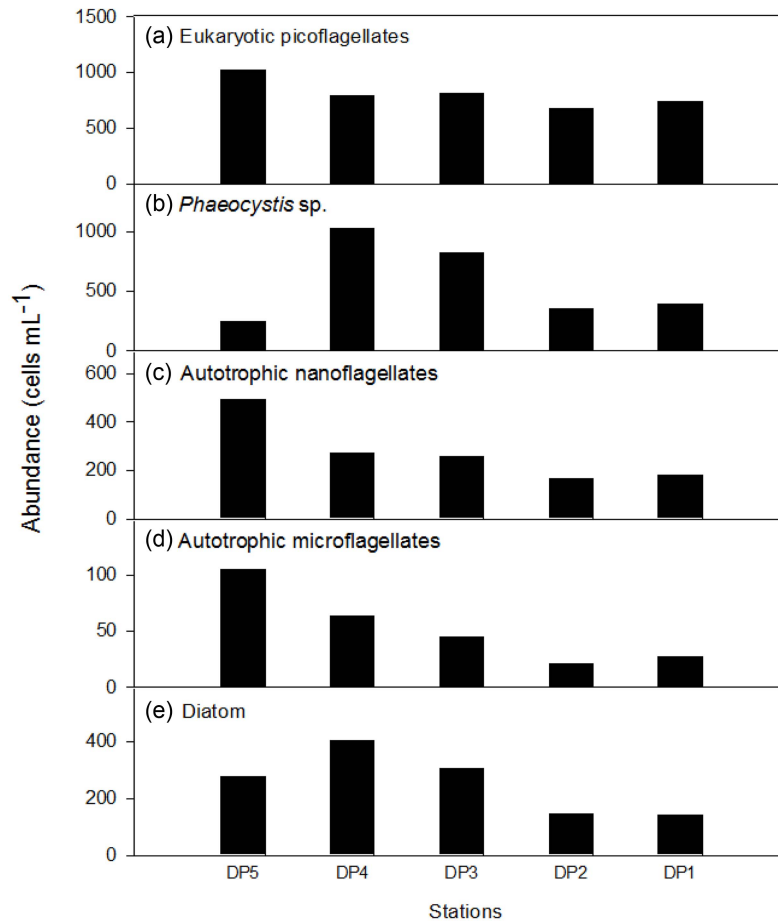 Abundance (cells mL-1)
1500
(a) Eukaryotic picoflagellates
1000
500
0
(b) Phaeocystis sp.
1000
500
0
600
(c) Autotrophic nanoflagellates
400
200
0
(d) Autotrophic microflagellates
100
50
0
(e) Diatom
400
200
0
DP5 DP4 DP3 DP2 DP1
Stations